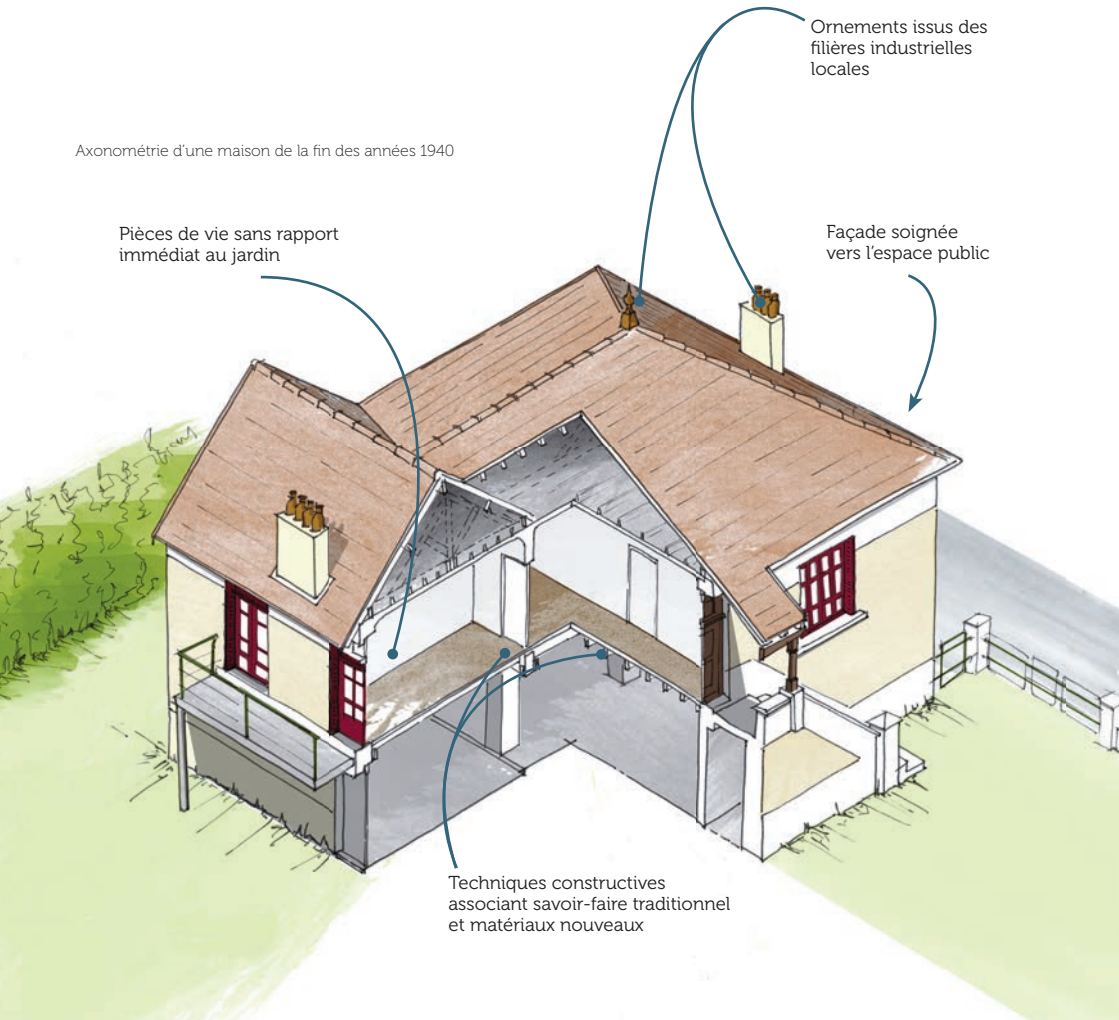 Ornements issus des
filières industrielles
locales
Axonométrie d'une maison de la fin des années 1940
Pièces de vie sans rapport
immédiat au jardin
Façade soignée
vers l'espace public
Techniques constructives
associant savoir-faire traditionnel
et matériaux nouveaux